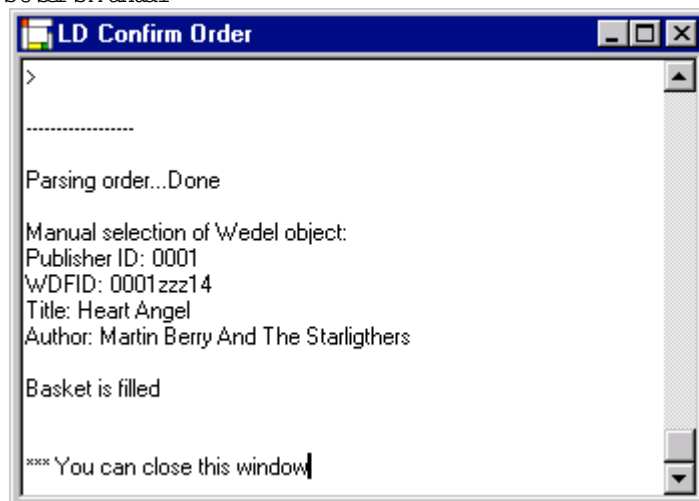 LD Confirm Order
>
------------------
Parsing order...Done
Manual selection of Wedel object:
Publisher ID: 0001
WDFID: 0001zzz14
Title: Heart Angel
Author: Martin Berry And The Starligthers
Basket is filled
*** You can close this window